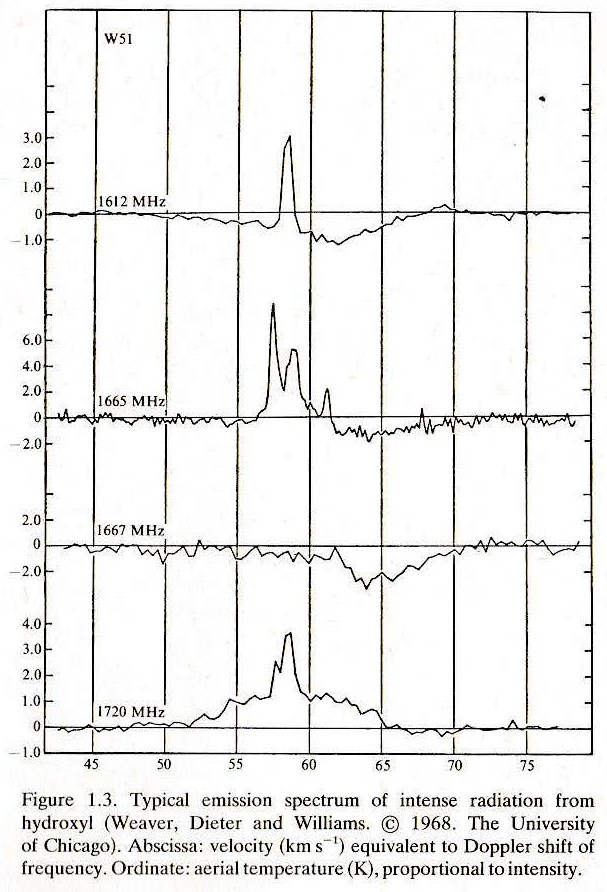 W51
3.0
2.0
1.0
1612 MHz
0
−1.0
6.0
4.0
2.0
1665 MHz
0
−2.0
2.0
1667 MHz
0
−2.0
4.0
3.0
2.0
1.0
1720 MHz
0
−1.0
45 50 55 60 65 70 75
Figure 1.3. Typical emission spectrum of intense radiation from
hydroxyl (Weaver, Dieter and Williams. © 1968. The University
of Chicago). Abscissa: velocity (km s⁻¹) equivalent to Doppler shift of
frequency. Ordinate: aerial temperature (K), proportional to intensity.